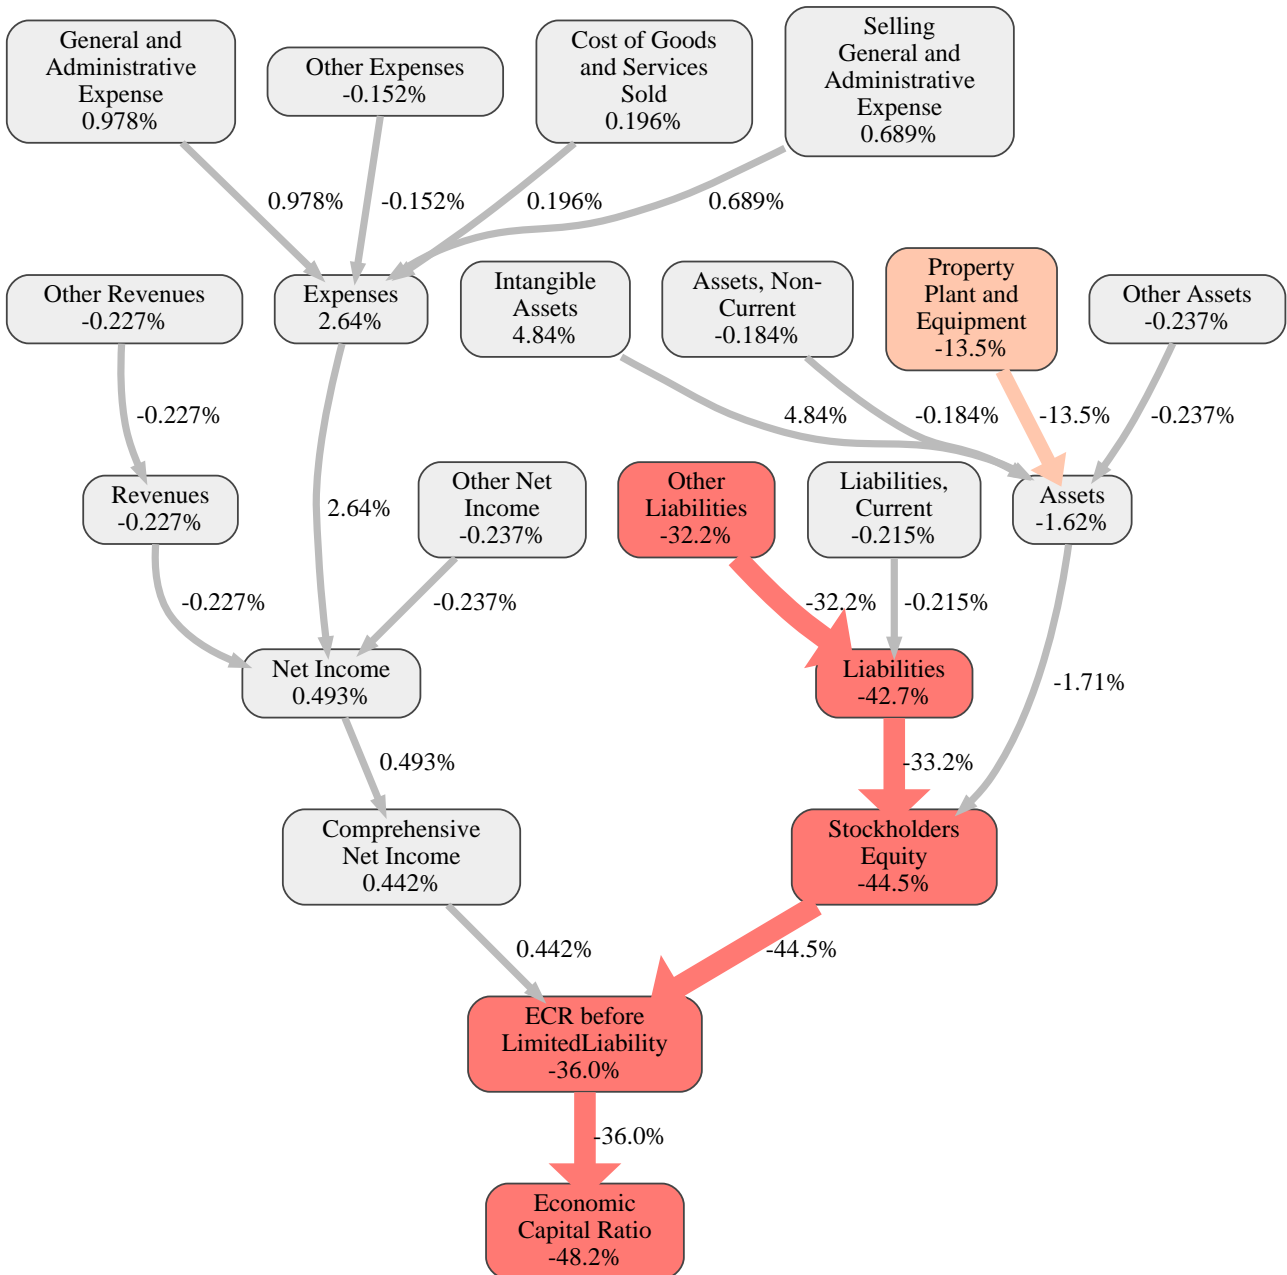 General and
Administrative
Expense
0.978%
Other Expenses
-0.152%
Cost of Goods
and Services
Sold
0.196%
Selling
General and
Administrative
Expense
0.689%
0.978%
-0.152%
0.196%
0.689%
Other Revenues
-0.227%
Expenses
2.64%
Intangible
Assets
4.84%
Assets, Non-
Current
-0.184%
Property
Plant and
Equipment
-13.5%
Other Assets
-0.237%
-0.227%
4.84%
-0.184%
-13.5%
-0.237%
Revenues
-0.227%
2.64%
Other Net
Income
-0.237%
Other
Liabilities
-32.2%
Liabilities,
Current
-0.215%
Assets
-1.62%
-0.227%
-0.237%
-32.2%
-0.215%
Net Income
0.493%
Liabilities
-42.7%
-1.71%
0.493%
-33.2%
Comprehensive
Net Income
0.442%
Stockholders
Equity
-44.5%
0.442%
-44.5%
ECR before
LimitedLiability
-36.0%
-36.0%
Economic
Capital Ratio
-48.2%